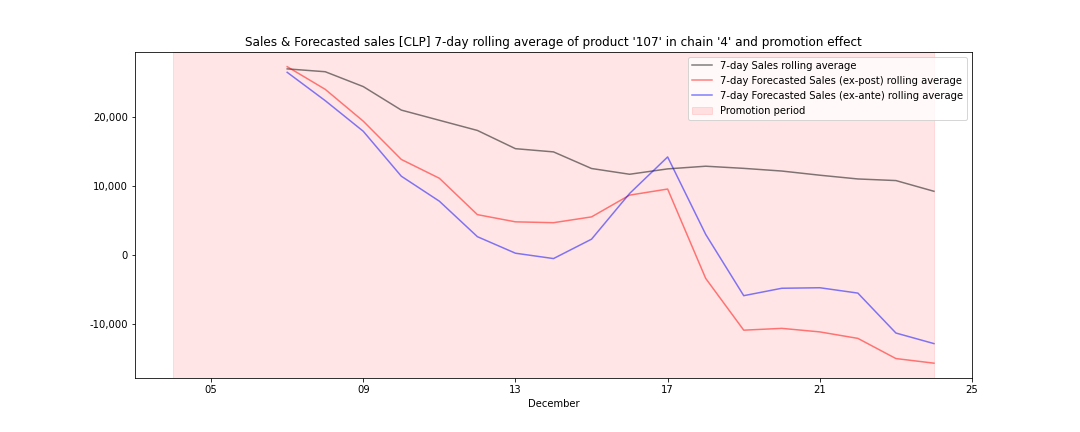 Sales & Forecasted sales [CLP] 7-day rolling average of product '107' in chain '4' and promotion effect
7-day Sales rolling average
7-day Forecasted Sales (ex-post) rolling average
7-day Forecasted Sales (ex-ante) rolling average
Promotion period
20,000
10,000
0
-10,000
05 09 13 17 21 25
December